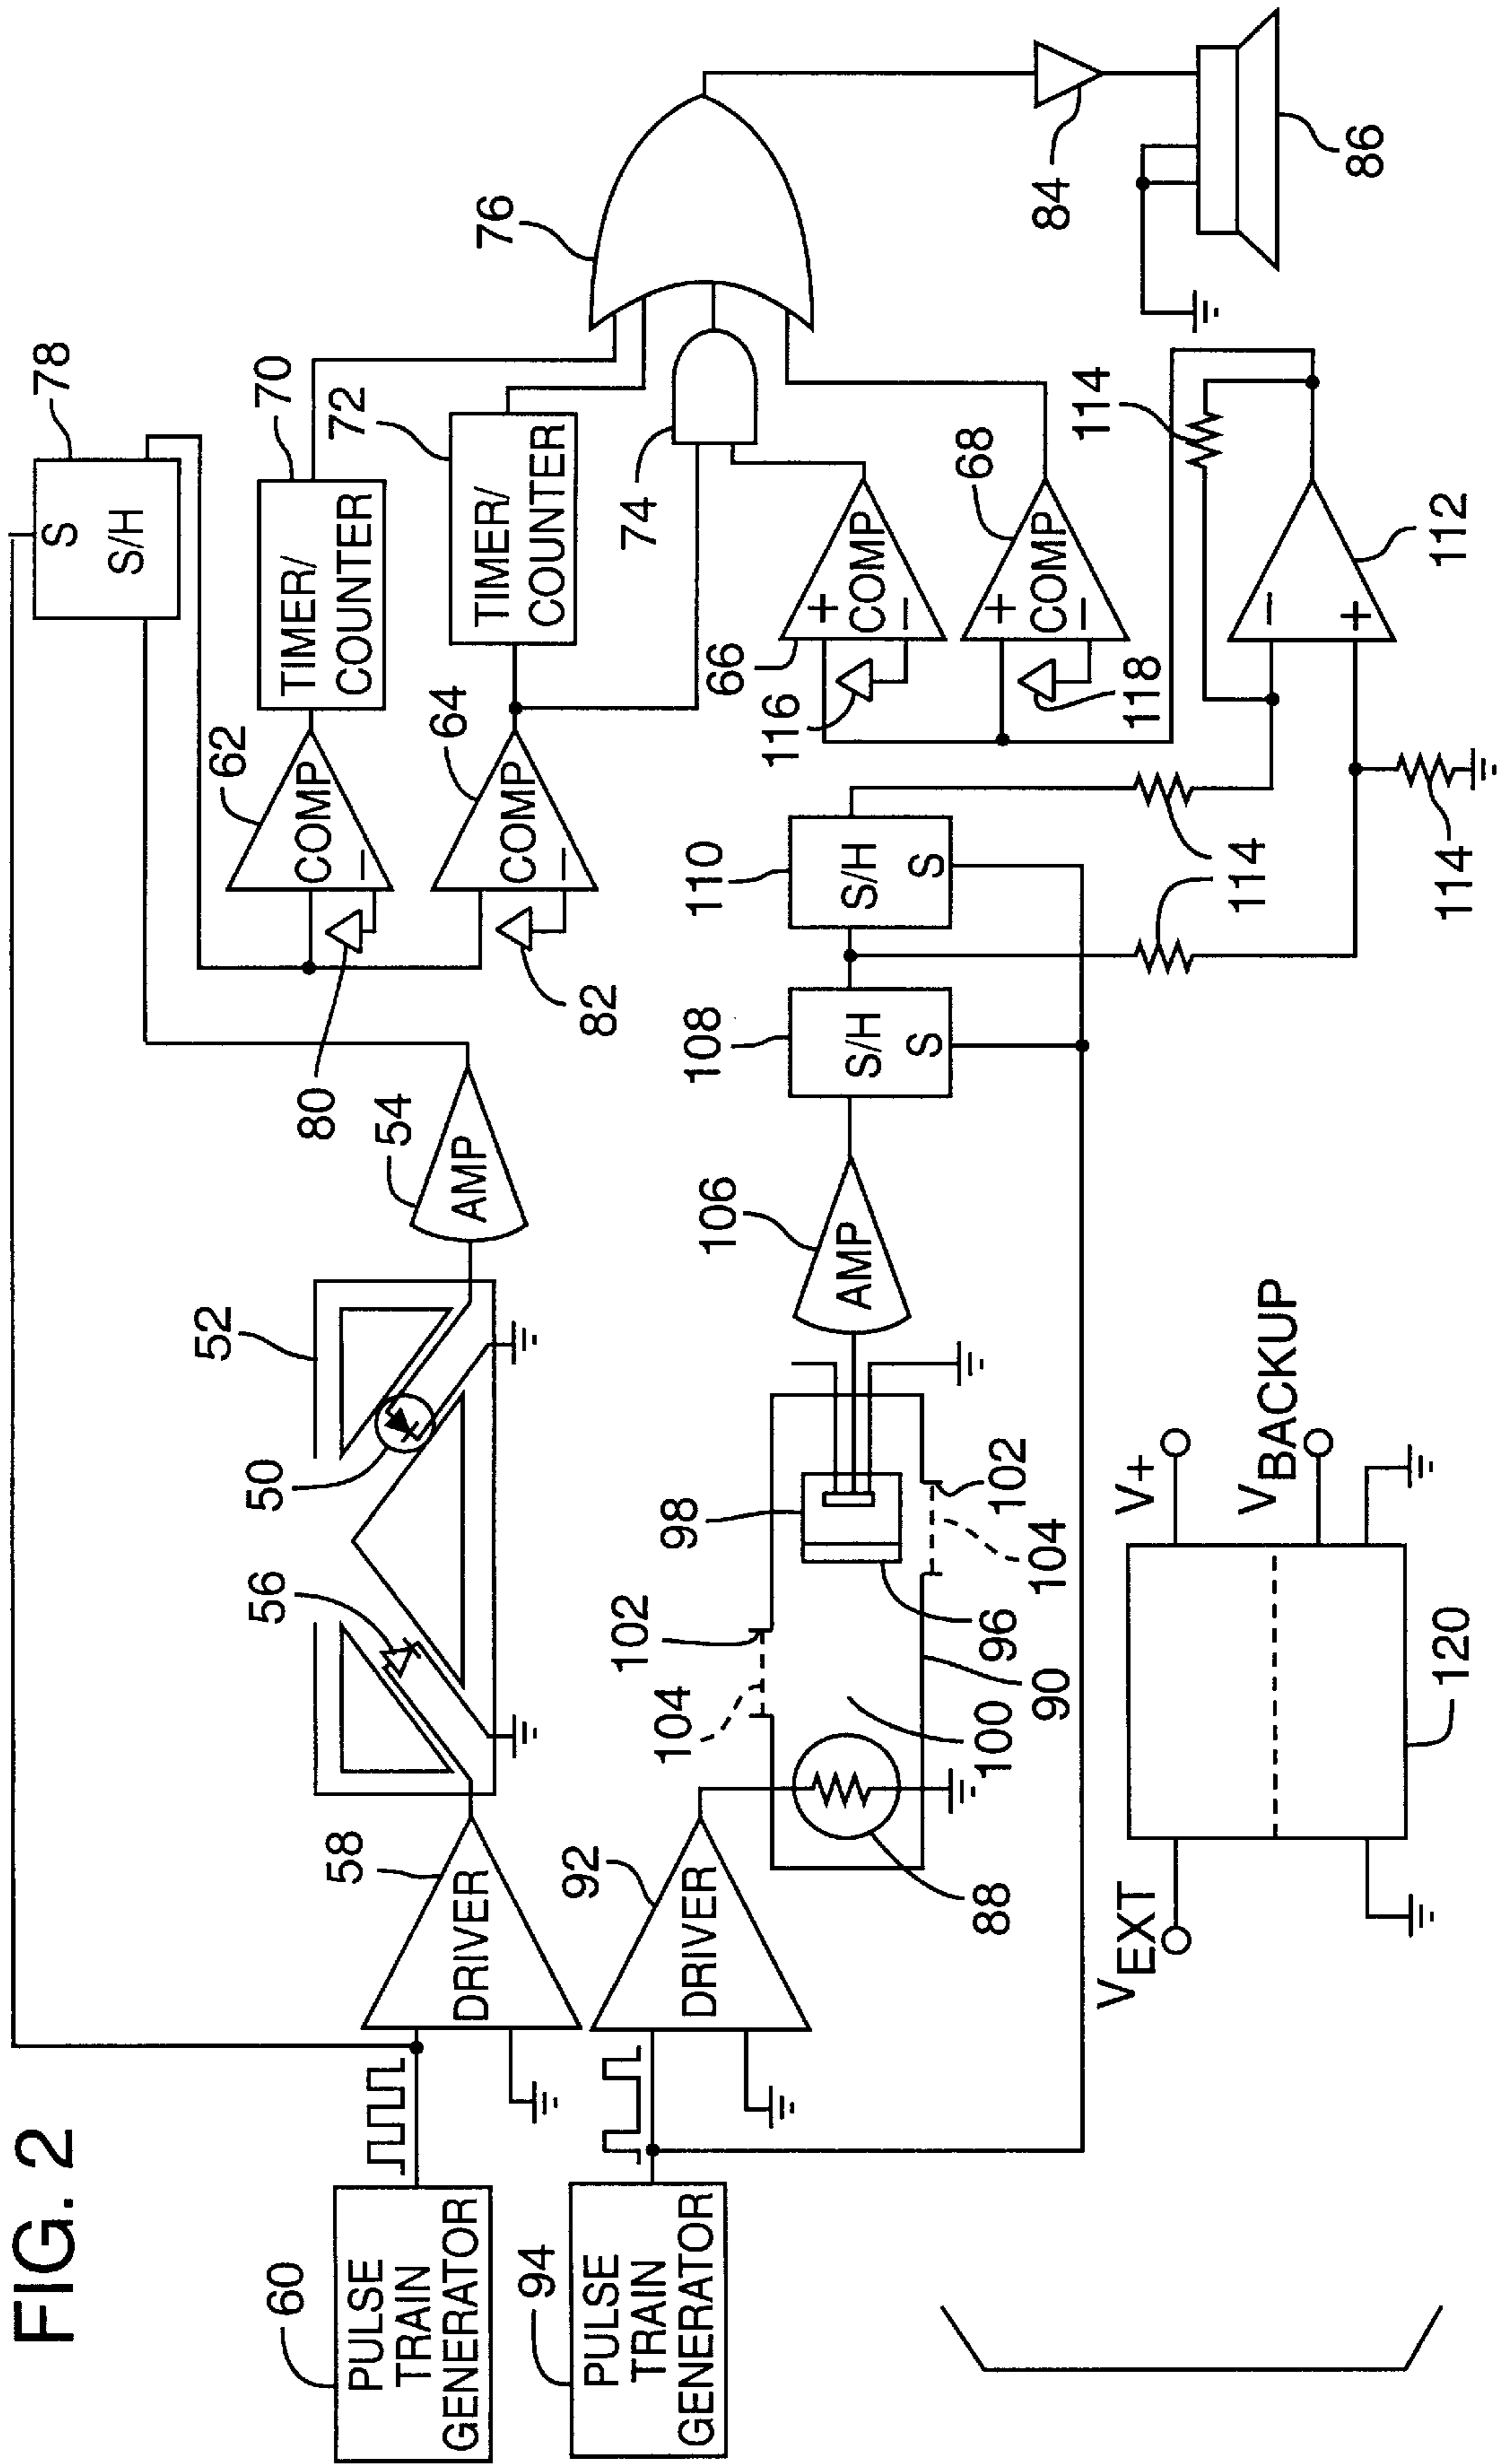 FIG. 2
60
PULSE
TRAIN
GENERATOR
58
DRIVER
56
50
52
54
AMP
78
S
S/H
80
62
COMP
−
70
TIMER/
COUNTER
82
64
COMP
−
72
TIMER/
COUNTER
76
74
94
PULSE
TRAIN
GENERATOR
92
DRIVER
88
100
90
96
98
102
104
102
104
106
AMP
108
S/H
S
110
S/H
S
66
+
COMP
−
116
68
+
COMP
−
118
114
114
114
112
−
+
84
86
V EXT
V+
V BACKUP
120